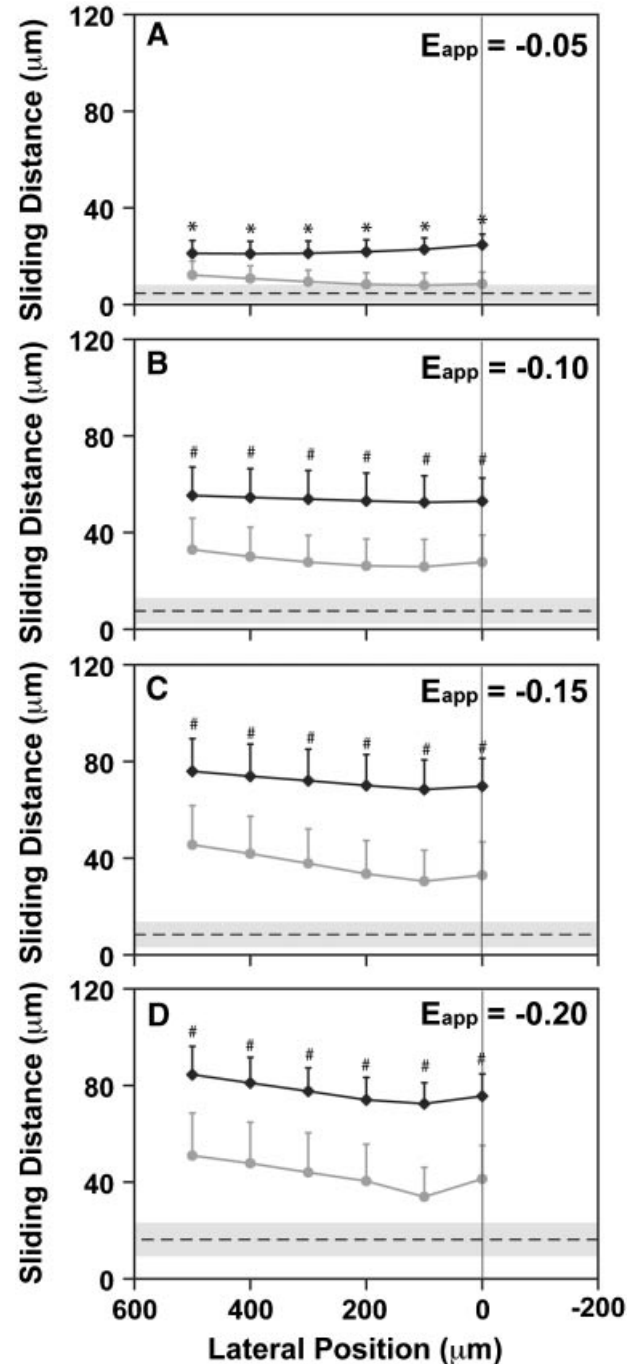 120
A
Eapp = -0.05
80
40
* * * * * *
0
Sliding Distance (μm)
120
B
Eapp = -0.10
80
# # # # # #
40
0
Sliding Distance (μm)
120
C
Eapp = -0.15
# # # # # #
80
40
0
Sliding Distance (μm)
120
D
Eapp = -0.20
# # # # # #
80
40
0
Sliding Distance (μm)
600 400 200 0 -200
Lateral Position (μm)